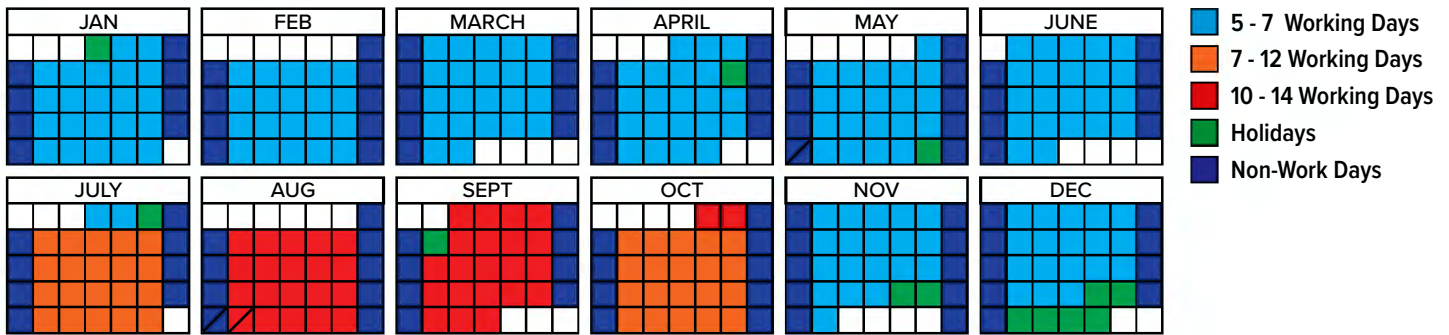 JAN
FEB
MARCH
APRIL
MAY
JUNE
5 - 7 Working Days
7 - 12 Working Days
10 - 14 Working Days
Holidays
Non-Work Days
JULY
AUG
SEPT
OCT
NOV
DEC